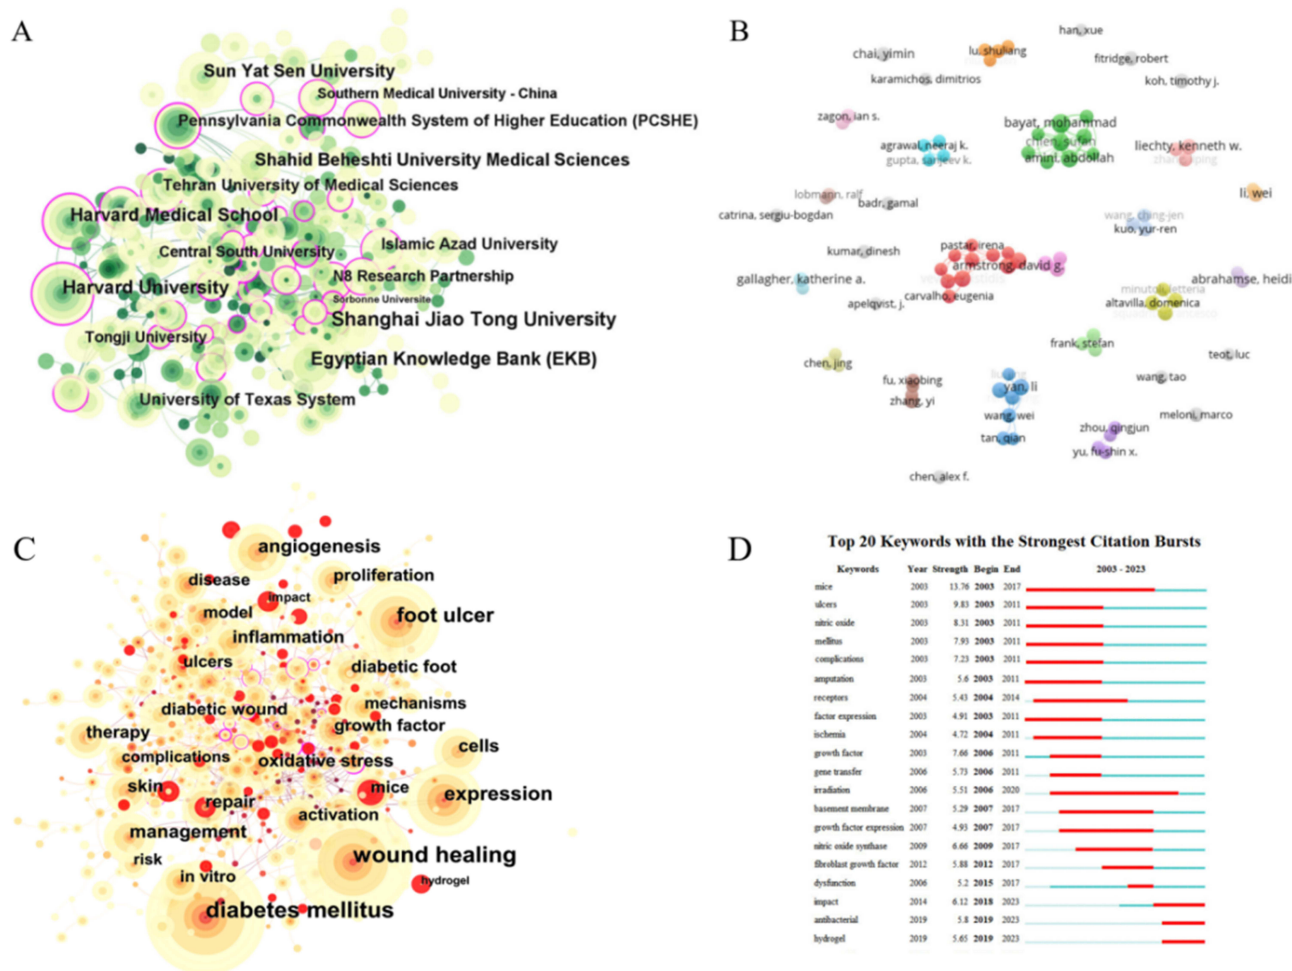 A
Sun Yat Sen University
Southern Medical University - China
Pennsylvania Commonwealth System of Higher Education (PCSHE)
Shahid Beheshti University Medical Sciences
Tehran University of Medical Sciences
Harvard Medical School
Islamic Azad University
Central South University
N8 Research Partnership
Harvard University
Sorbonne Universite
Shanghai Jiao Tong University
Tongji University
Egyptian Knowledge Bank (EKB)
University of Texas System
B
han, xue
lu, shuliang
chai, yimin
fitridge, robert
karamichos, dimitrios
koh, timothy j.
zagon, ian s.
bayat, mohammad
agrawal, neeraj k.
chien, sufan
liechty, kenneth w.
gupta, sanjeev k.
amini, abdollah
lobmann, ralf
li, wei
badr, gamal
catrina, sergiu-bogdan
wang, ching-jen
kuo, yur-ren
kumar, dinesh
pastar, irena
armstrong, david g.
gallagher, katherine a.
abrahamse, heidi
carvalho, eugenia
apelqvist, j.
altavilla, domenica
frank, stefan
teot, luc
chen, jing
fu, xiaobing
wang, tao
zhang, yi
yan, li
wang, wei
meloni, marco
zhou, qingjun
tan, qian
yu, fu-shin x.
chen, alex f.
C
angiogenesis
disease
proliferation
impact
model
foot ulcer
inflammation
ulcers
diabetic foot
diabetic wound
mechanisms
growth factor
therapy
cells
complications
oxidative stress
skin
mice
repair
expression
activation
management
wound healing
risk
in vitro
hydrogel
diabetes mellitus
D
Top 20 Keywords with the Strongest Citation Bursts
Keywords Year Strength Begin End 2003 - 2023
mice 2003 13.76 2003 2017
ulcers 2003 9.83 2003 2011
nitric oxide 2003 8.31 2003 2011
mellitus 2003 7.93 2003 2011
complications 2003 7.23 2003 2011
amputation 2003 5.6 2003 2011
receptors 2004 5.43 2004 2014
factor expression 2003 4.91 2003 2011
ischemia 2004 4.72 2004 2011
growth factor 2003 7.66 2006 2011
gene transfer 2006 5.73 2006 2011
irradiation 2006 5.51 2006 2020
basement membrane 2007 5.29 2007 2017
growth factor expression 2007 4.93 2007 2017
nitric oxide synthase 2009 6.66 2009 2017
fibroblast growth factor 2012 5.88 2012 2017
dysfunction 2006 5.2 2015 2017
impact 2014 6.12 2018 2023
antibacterial 2019 5.8 2019 2023
hydrogel 2019 5.65 2019 2023